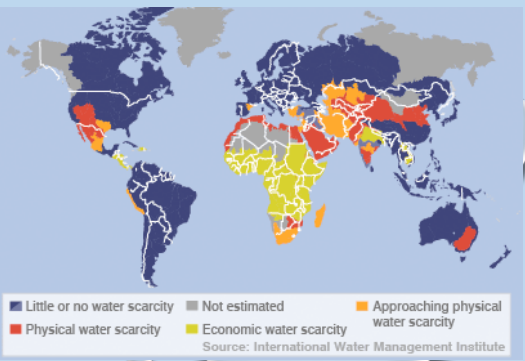 Little or no water scarcity
Not estimated
Approaching physical
water scarcity
Physical water scarcity
Economic water scarcity
Source: International Water Management Institute